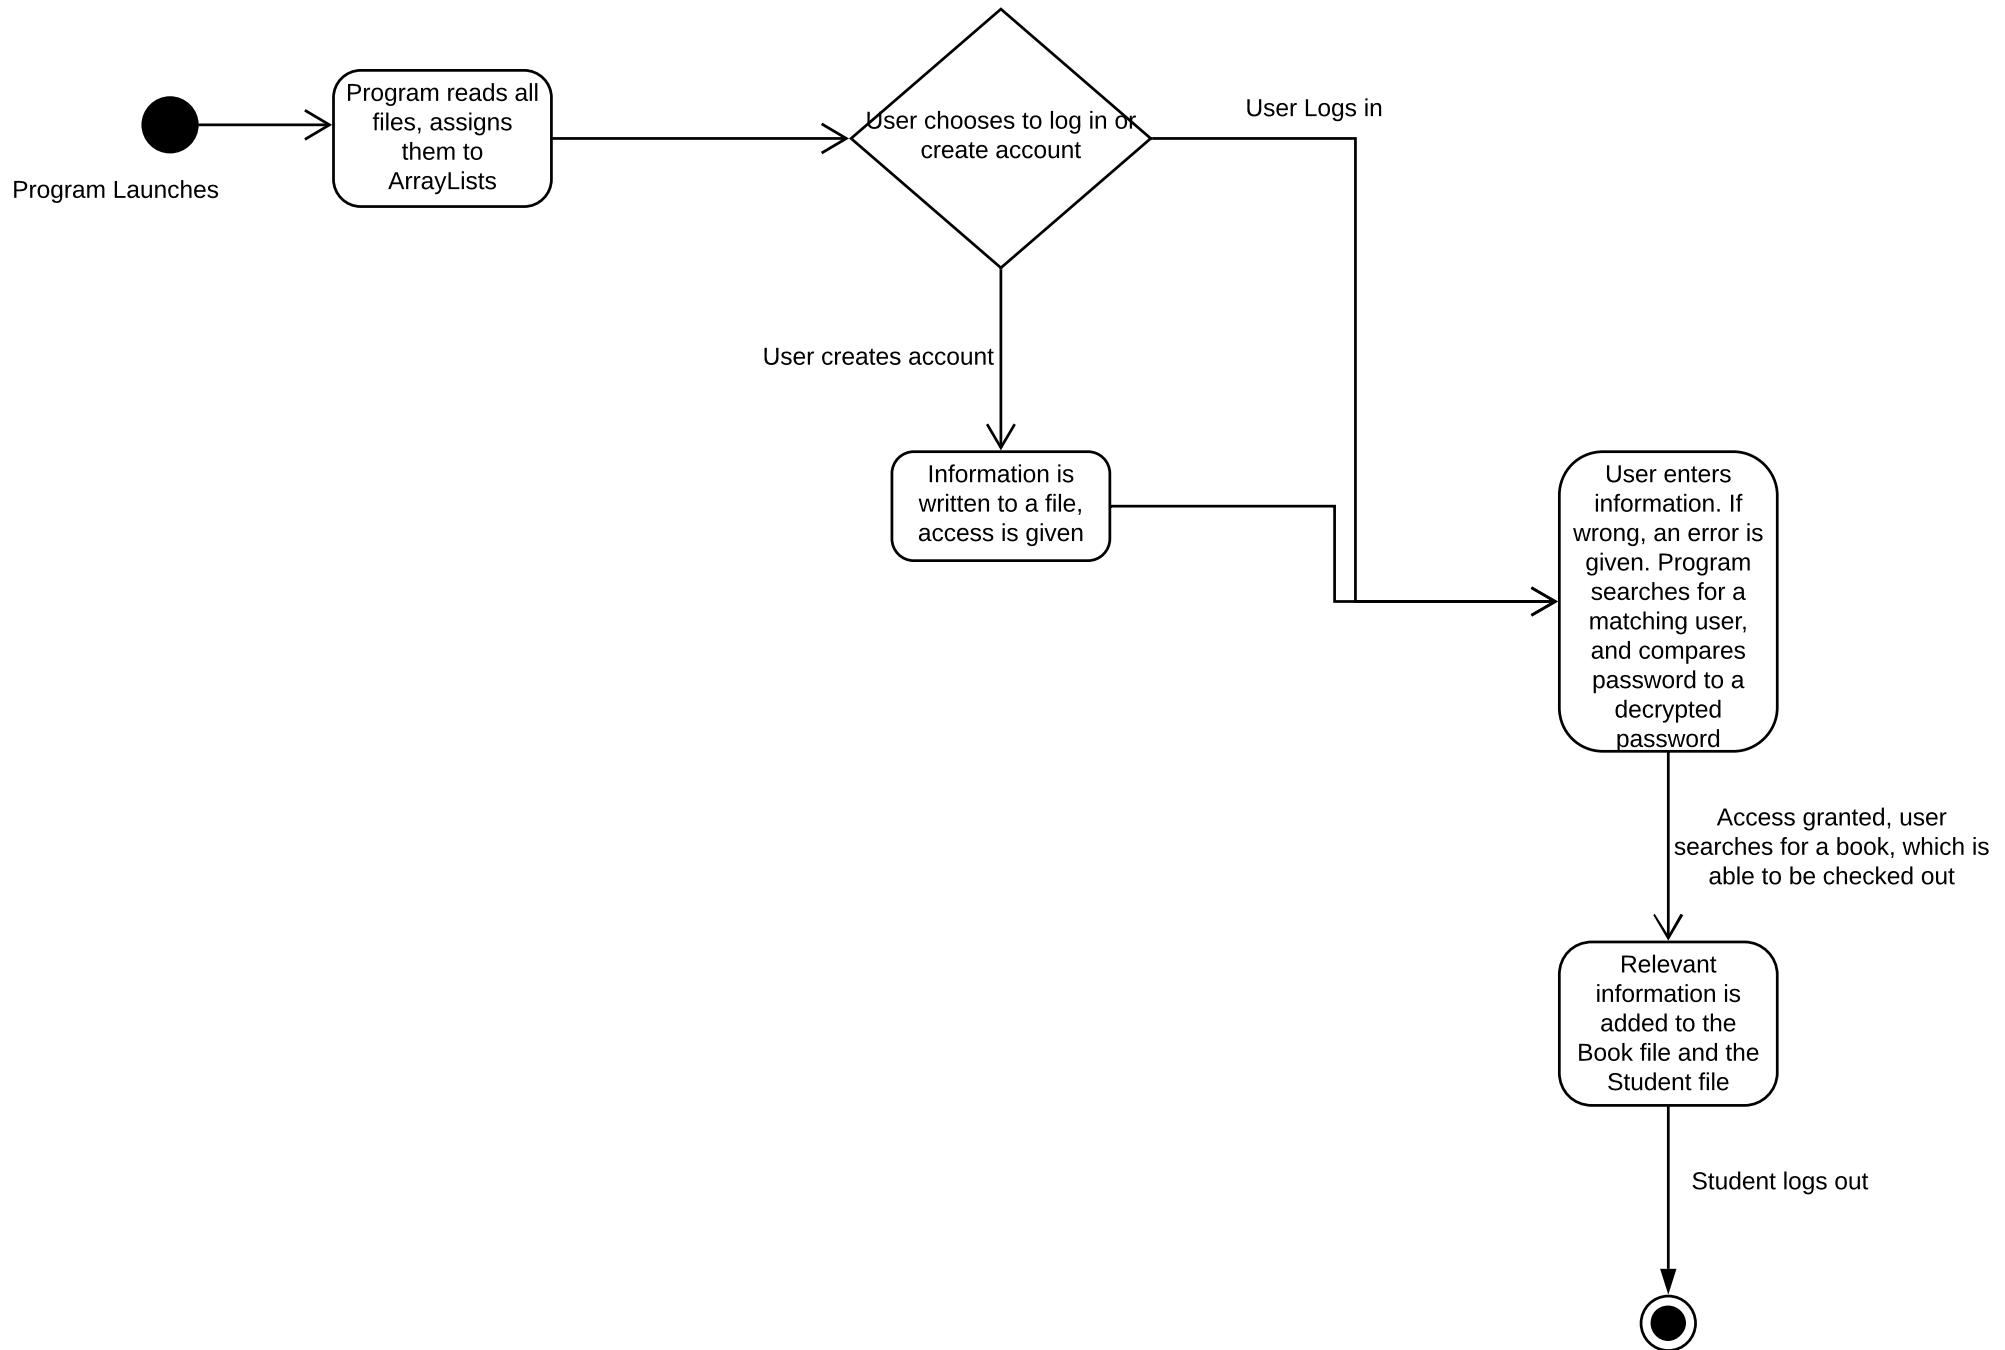 Program Launches
Program reads all
files, assigns
them to
ArrayLists
User chooses to log in or
create account
User Logs in
User creates account
Information is
written to a file,
access is given
User enters
information. If
wrong, an error is
given. Program
searches for a
matching user,
and compares
password to a
decrypted
password
Access granted, user
searches for a book, which is
able to be checked out
Relevant
information is
added to the
Book file and the
Student file
Student logs out